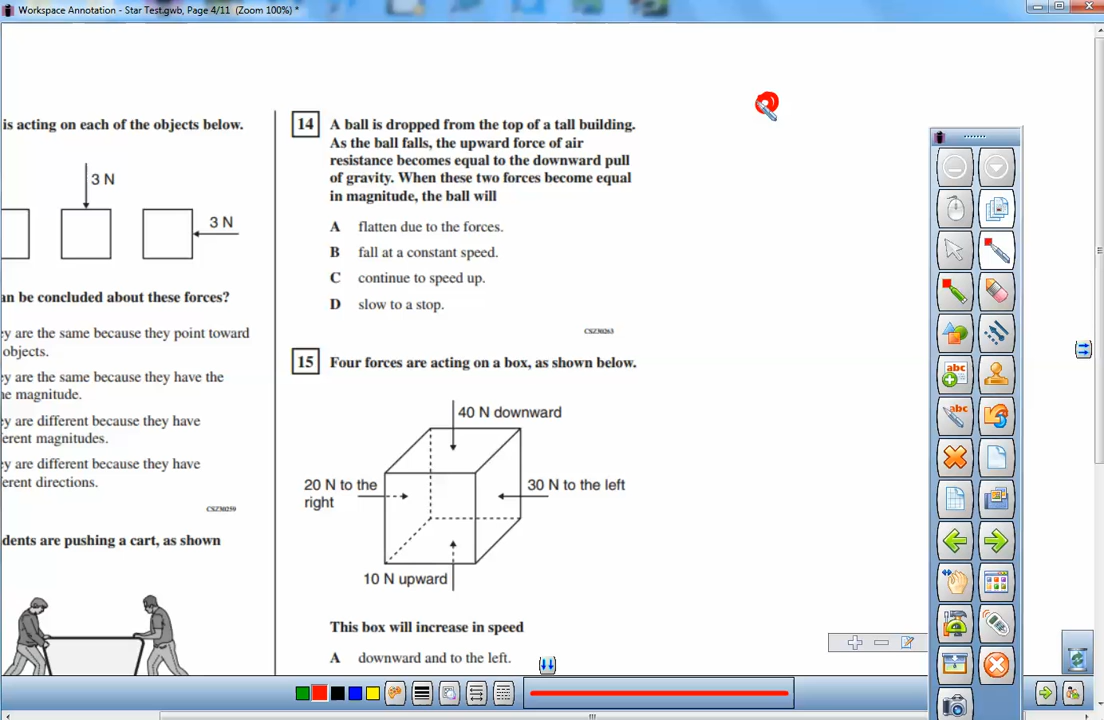 Workspace Annotation - Star Test.gwb, Page 4/11 (Zoom 100%) *
is acting on each of the objects below.
3 N
3 N
an be concluded about these forces?
ey are the same because they point toward
objects.
ey are the same because they have the
ne magnitude.
ey are different because they have
erent magnitudes.
ey are different because they have
erent directions.
CSZ30259
dents are pushing a cart, as shown
14 A ball is dropped from the top of a tall building.
As the ball falls, the upward force of air
resistance becomes equal to the downward pull
of gravity. When these two forces become equal
in magnitude, the ball will
A flatten due to the forces.
B fall at a constant speed.
C continue to speed up.
D slow to a stop.
CSZ30263
15 Four forces are acting on a box, as shown below.
40 N downward
20 N to the
right
30 N to the left
10 N upward
This box will increase in speed
A downward and to the left.
abc
abc